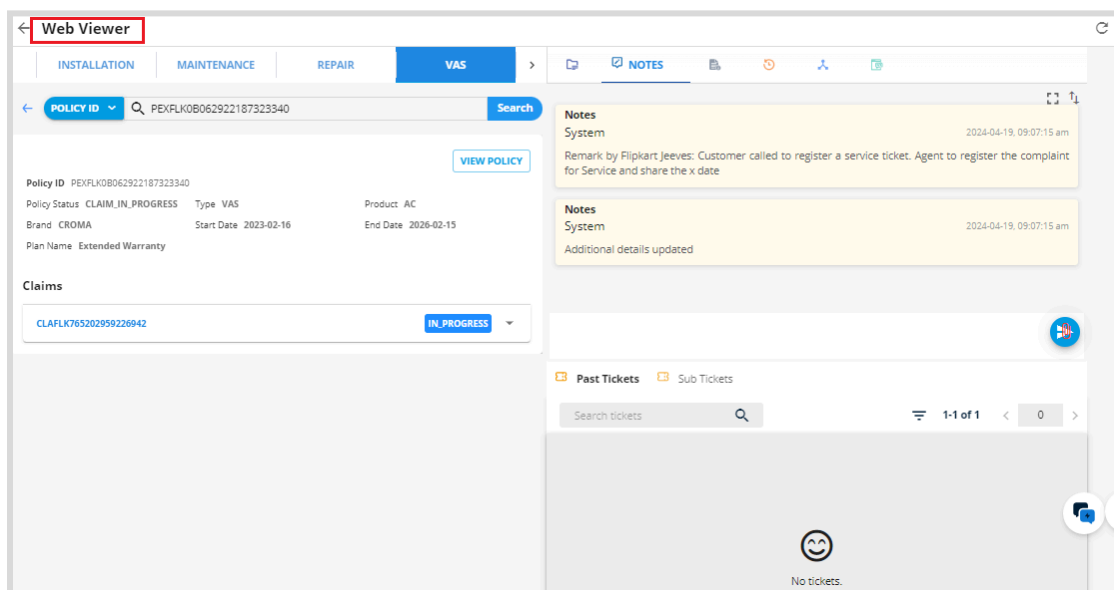 Web Viewer
INSTALLATION MAINTENANCE REPAIR VAS
NOTES
POLICY ID PEXFLK0B062922187323340 Search
VIEW POLICY
Policy ID PEXFLK0B062922187323340
Policy Status CLAIM_IN_PROGRESS Type VAS Product AC
Brand CROMA Start Date 2023-02-16 End Date 2026-02-15
Plan Name Extended Warranty
Claims
CLAFLK765202959226942 IN_PROGRESS
Notes
System 2024-04-19, 09:07:15 am
Remark by Flipkart Jeeves: Customer called to register a service ticket. Agent to register the complaint
for Service and share the x date
Notes
System 2024-04-19, 09:07:15 am
Additional details updated
Past Tickets Sub Tickets
Search tickets 1-1 of 1 0
No tickets.